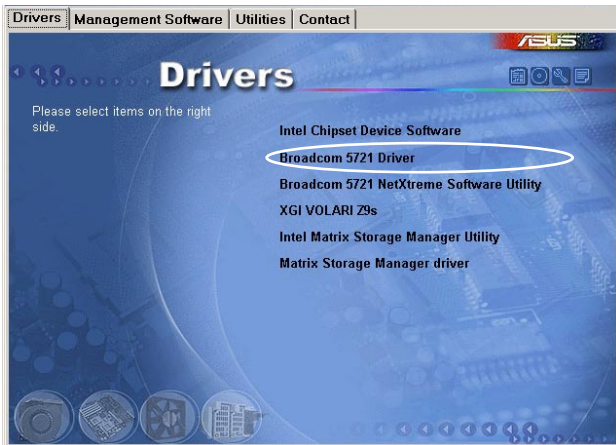 Drivers
Management Software
Utilities
Contact
ASUS
Drivers
Please select items on the right
side.
Intel Chipset Device Software
Broadcom 5721 Driver
Broadcom 5721 NetXtreme Software Utility
XGI VOLARI Z9s
Intel Matrix Storage Manager Utility
Matrix Storage Manager driver